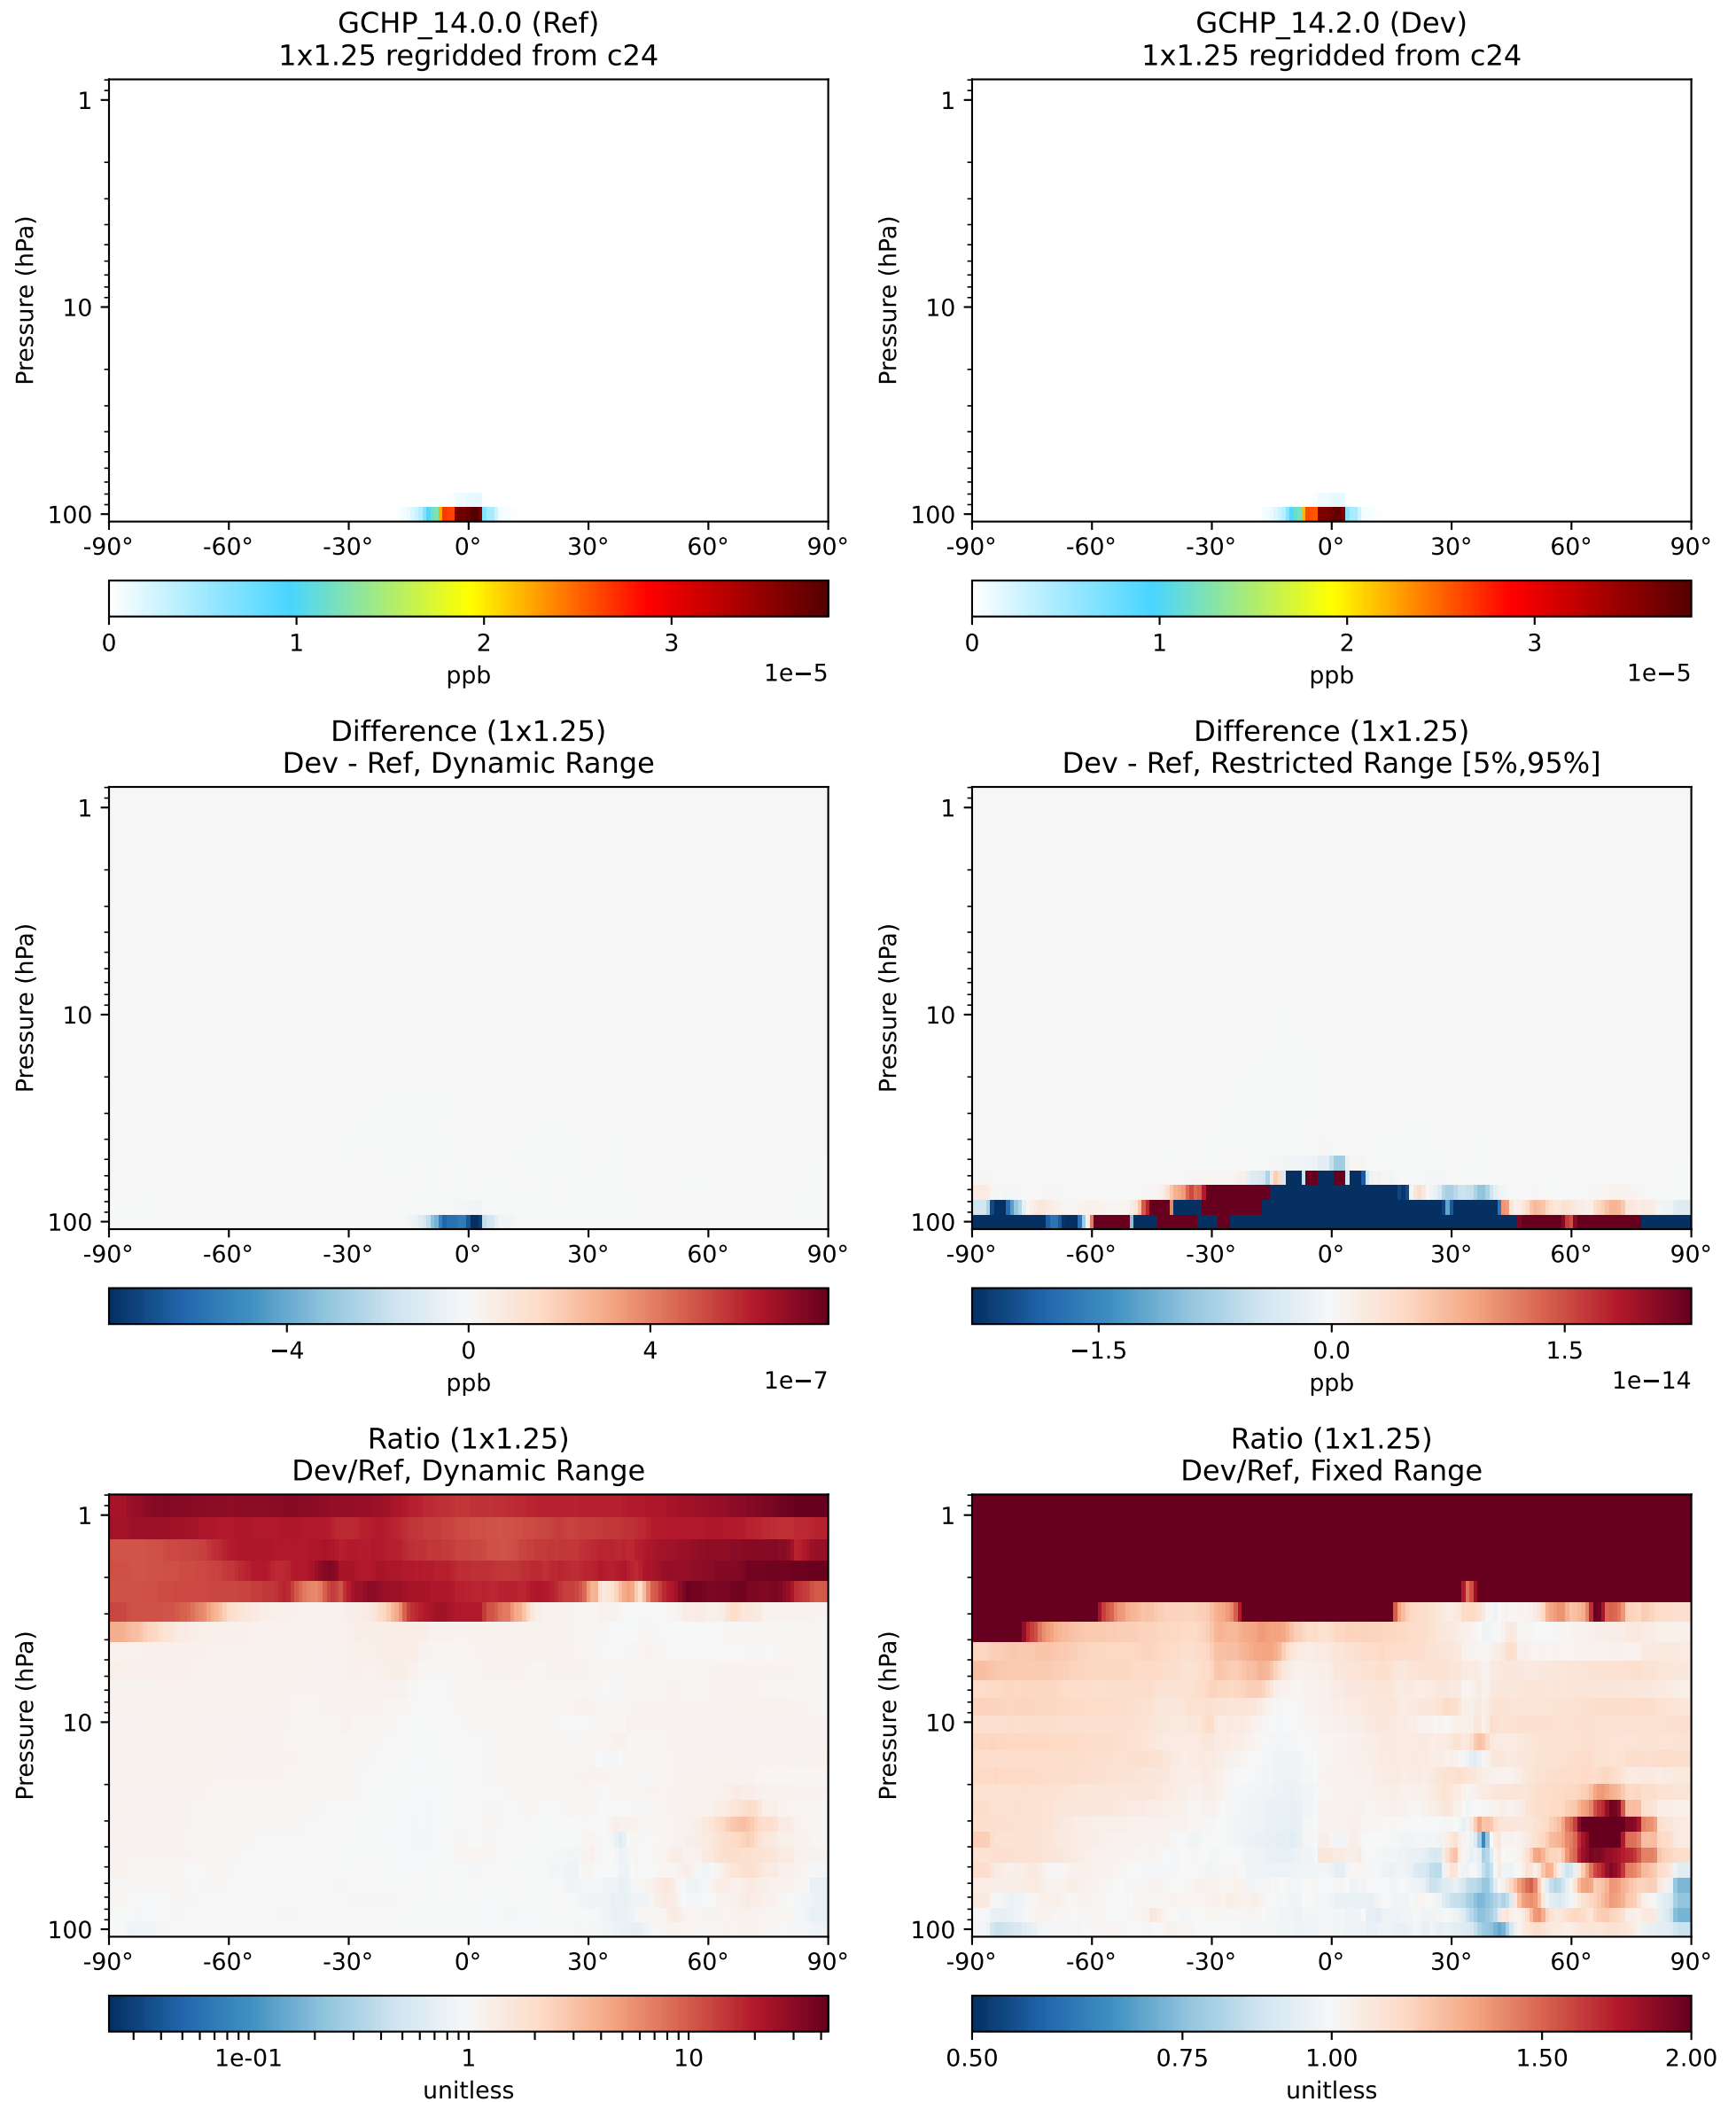 GCHP_14.0.0 (Ref)
1x1.25 regridded from c24
Pressure (hPa)
1
10
100
-90° -60° -30° 0° 30° 60° 90°
0 1 2 3
ppb
1e−5
GCHP_14.2.0 (Dev)
1x1.25 regridded from c24
Pressure (hPa)
1
10
100
-90° -60° -30° 0° 30° 60° 90°
0 1 2 3
ppb
1e−5
Difference (1x1.25)
Dev - Ref, Dynamic Range
Pressure (hPa)
1
10
100
-90° -60° -30° 0° 30° 60° 90°
−4 0 4
ppb
1e−7
Difference (1x1.25)
Dev - Ref, Restricted Range [5%,95%]
Pressure (hPa)
1
10
100
-90° -60° -30° 0° 30° 60° 90°
−1.5 0.0 1.5
ppb
1e−14
Ratio (1x1.25)
Dev/Ref, Dynamic Range
Pressure (hPa)
1
10
100
-90° -60° -30° 0° 30° 60° 90°
1e-01 1 10
unitless
Ratio (1x1.25)
Dev/Ref, Fixed Range
Pressure (hPa)
1
10
100
-90° -60° -30° 0° 30° 60° 90°
0.50 0.75 1.00 1.50 2.00
unitless